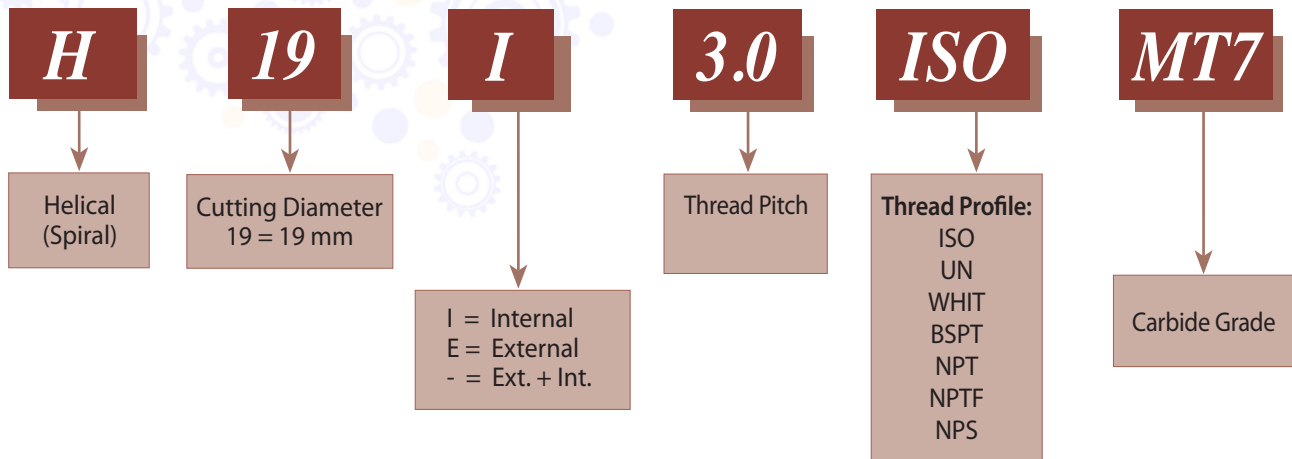 H
19
I
3.0
ISO
MT7
Helical
(Spiral)
Cutting Diameter
19 = 19 mm
I = Internal
E = External
- = Ext. + Int.
Thread Pitch
Thread Profile:
ISO
UN
WHIT
BSPT
NPT
NPTF
NPS
Carbide Grade